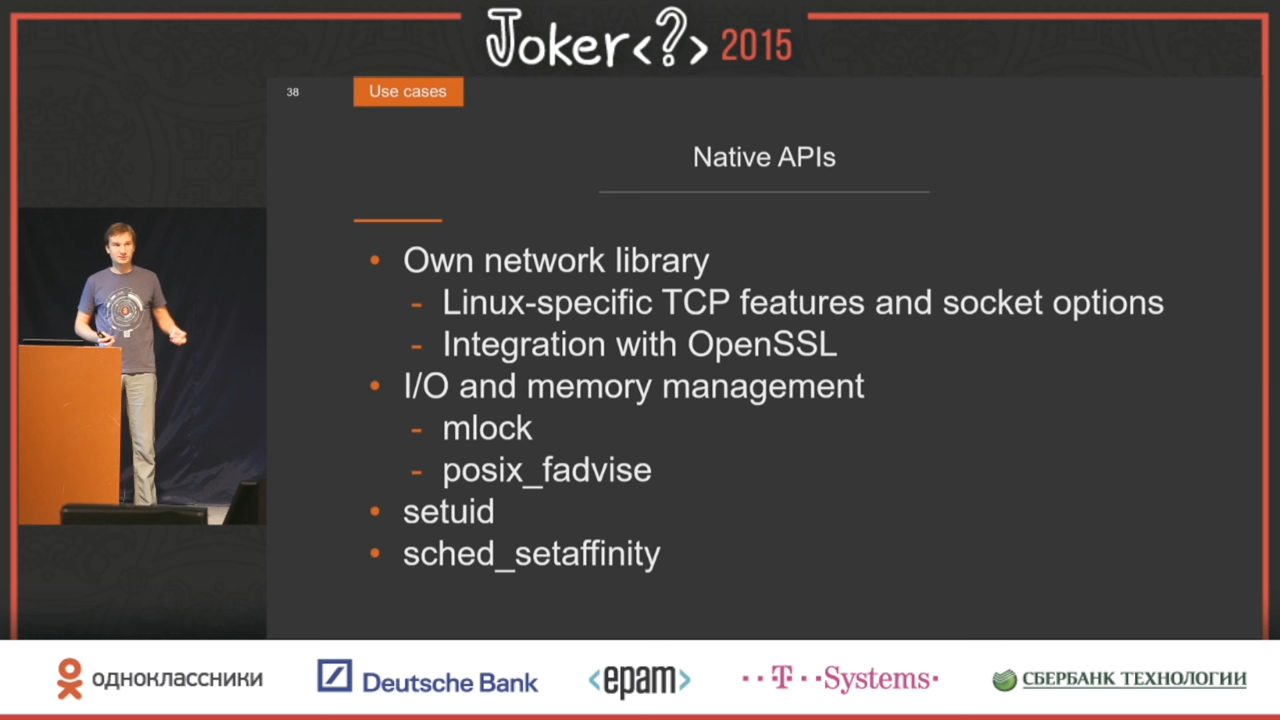 Joker<?> 2015
38
Use cases
Native APIs
• Own network library
- Linux-specific TCP features and socket options
- Integration with OpenSSL
• I/O and memory management
- mlock
- posix_fadvise
• setuid
• sched_setaffinity
одноклассники
Deutsche Bank
<epam>
T Systems
СБЕРБАНК ТЕХНОЛОГИИ